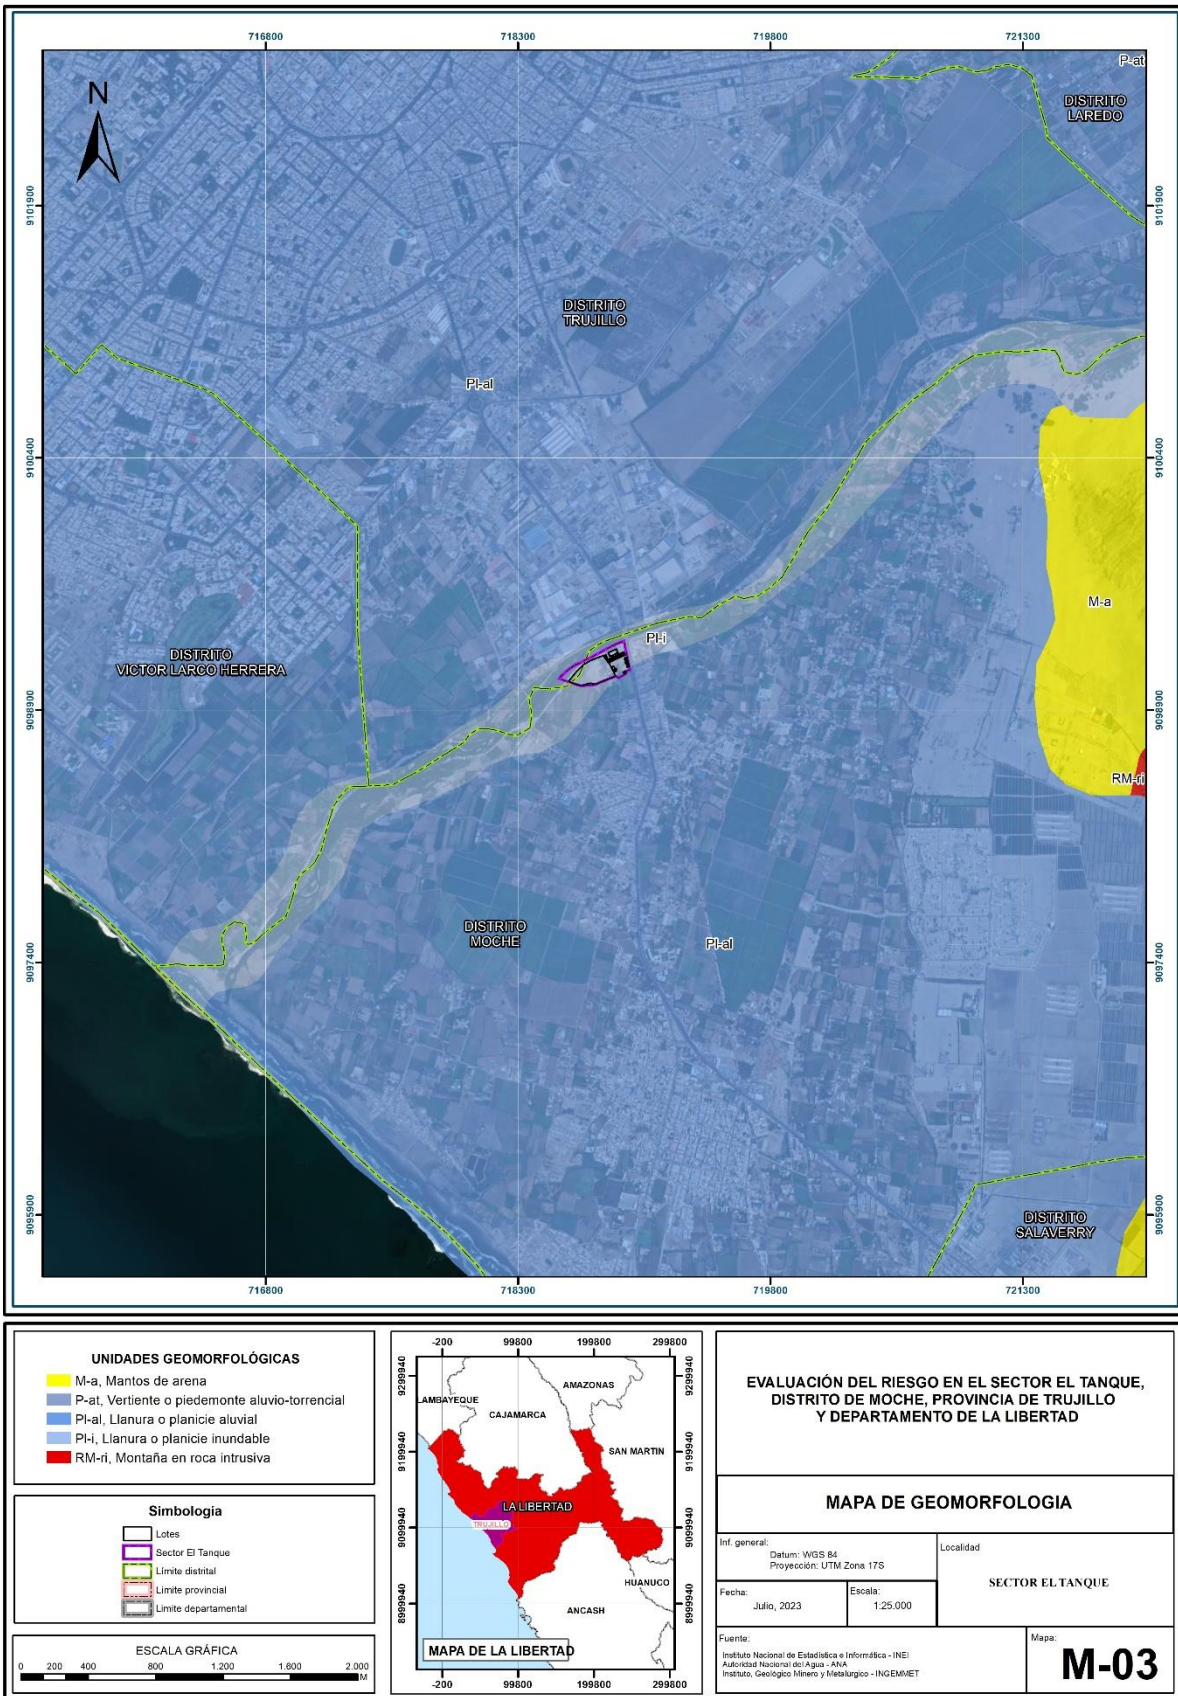 716800
718300
719800
721300
P-at
N
DISTRITO
LAREDO
9101900
9101900
DISTRITO
TRUJILLO
Pl-al
9100400
9100400
M-a
Pl-i
DISTRITO
VICTOR LARCO HERRERA
9098900
9098900
RM-ri
DISTRITO
MOCHE
Pl-al
9097400
9097400
9095900
9095900
DISTRITO
SALAVERRY
716800
718300
719800
721300
UNIDADES GEOMORFOLÓGICAS
M-a, Mantos de arena
P-at, Vertiente o piedemonte aluvio-torrencial
Pl-al, Llanura o planicie aluvial
Pl-i, Llanura o planicie inundable
RM-ri, Montaña en roca intrusiva
Simbología
Lotes
Sector El Tanque
Límite distrital
Limite provincial
Limite departamental
ESCALA GRÁFICA
0 200 400 800 1.200 1.600 2.000
M
-200 99800 199800 299800
9299940
9299940
AMAZONAS
LAMBAYEQUE
CAJAMARCA
SAN MARTIN
9199940
9199940
LA LIBERTAD
TRUJILLO
9099940
9099940
HUANUCO
ANCASH
8999940
8999940
MAPA DE LA LIBERTAD
-200 99800 199800 299800
EVALUACIÓN DEL RIESGO EN EL SECTOR EL TANQUE,
DISTRITO DE MOCHE, PROVINCIA DE TRUJILLO
Y DEPARTAMENTO DE LA LIBERTAD
MAPA DE GEOMORFOLOGIA
Inf. general:
Datum: WGS 84
Proyección: UTM Zona 17S
Localidad
SECTOR EL TANQUE
Fecha:
Julio, 2023
Escala:
1:25.000
Fuente:
Instituto Nacional de Estadística e Informática - INEI
Autoridad Nacional del Agua - ANA
Instituto, Geológico Minero y Metalúrgico - INGEMMET
Mapa:
M-03